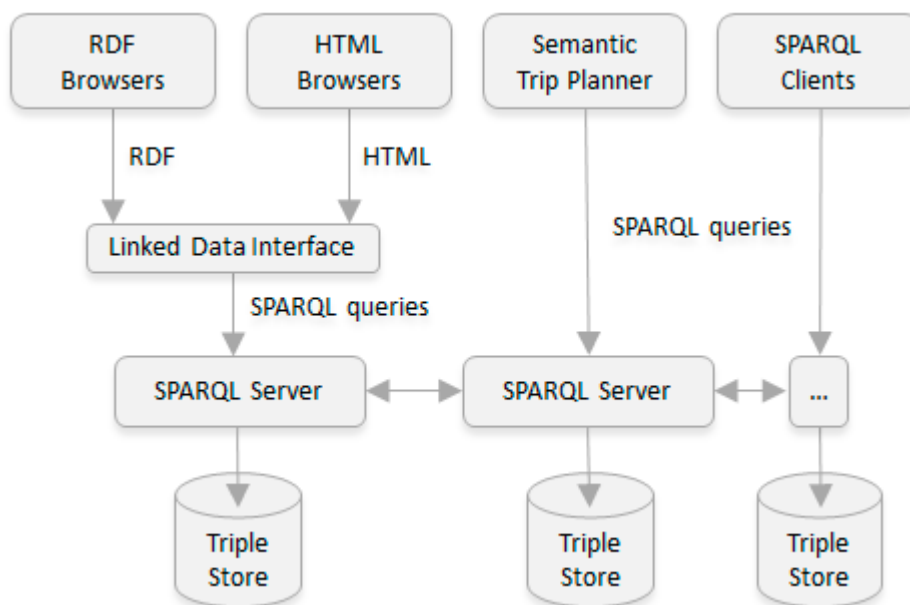 RDF
Browsers
HTML
Browsers
Semantic
Trip Planner
SPARQL
Clients
RDF
HTML
SPARQL queries
Linked Data Interface
SPARQL queries
SPARQL Server
SPARQL Server
...
Triple
Store
Triple
Store
Triple
Store